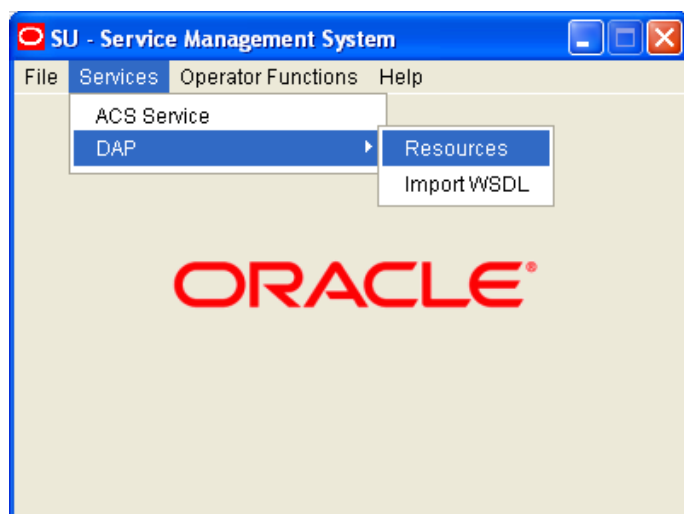 SU - Service Management System
File Services Operator Functions Help
ACS Service
DAP Resources
Import WSDL
ORACLE®